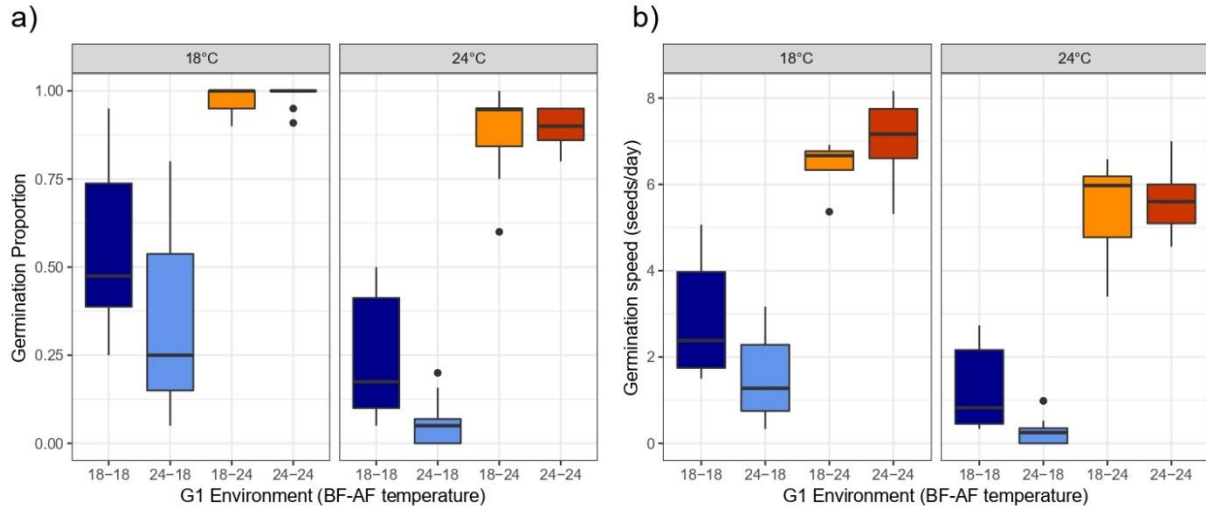 a)
18°C
24°C
Germination Proportion
1.00
0.75
0.50
0.25
0.00
18−18
24−18
18−24
24−24
18−18
24−18
18−24
24−24
G1 Environment (BF-AF temperature)
b)
18°C
24°C
Germination speed (seeds/day)
8
6
4
2
0
18−18
24−18
18−24
24−24
18−18
24−18
18−24
24−24
G1 Environment (BF-AF temperature)